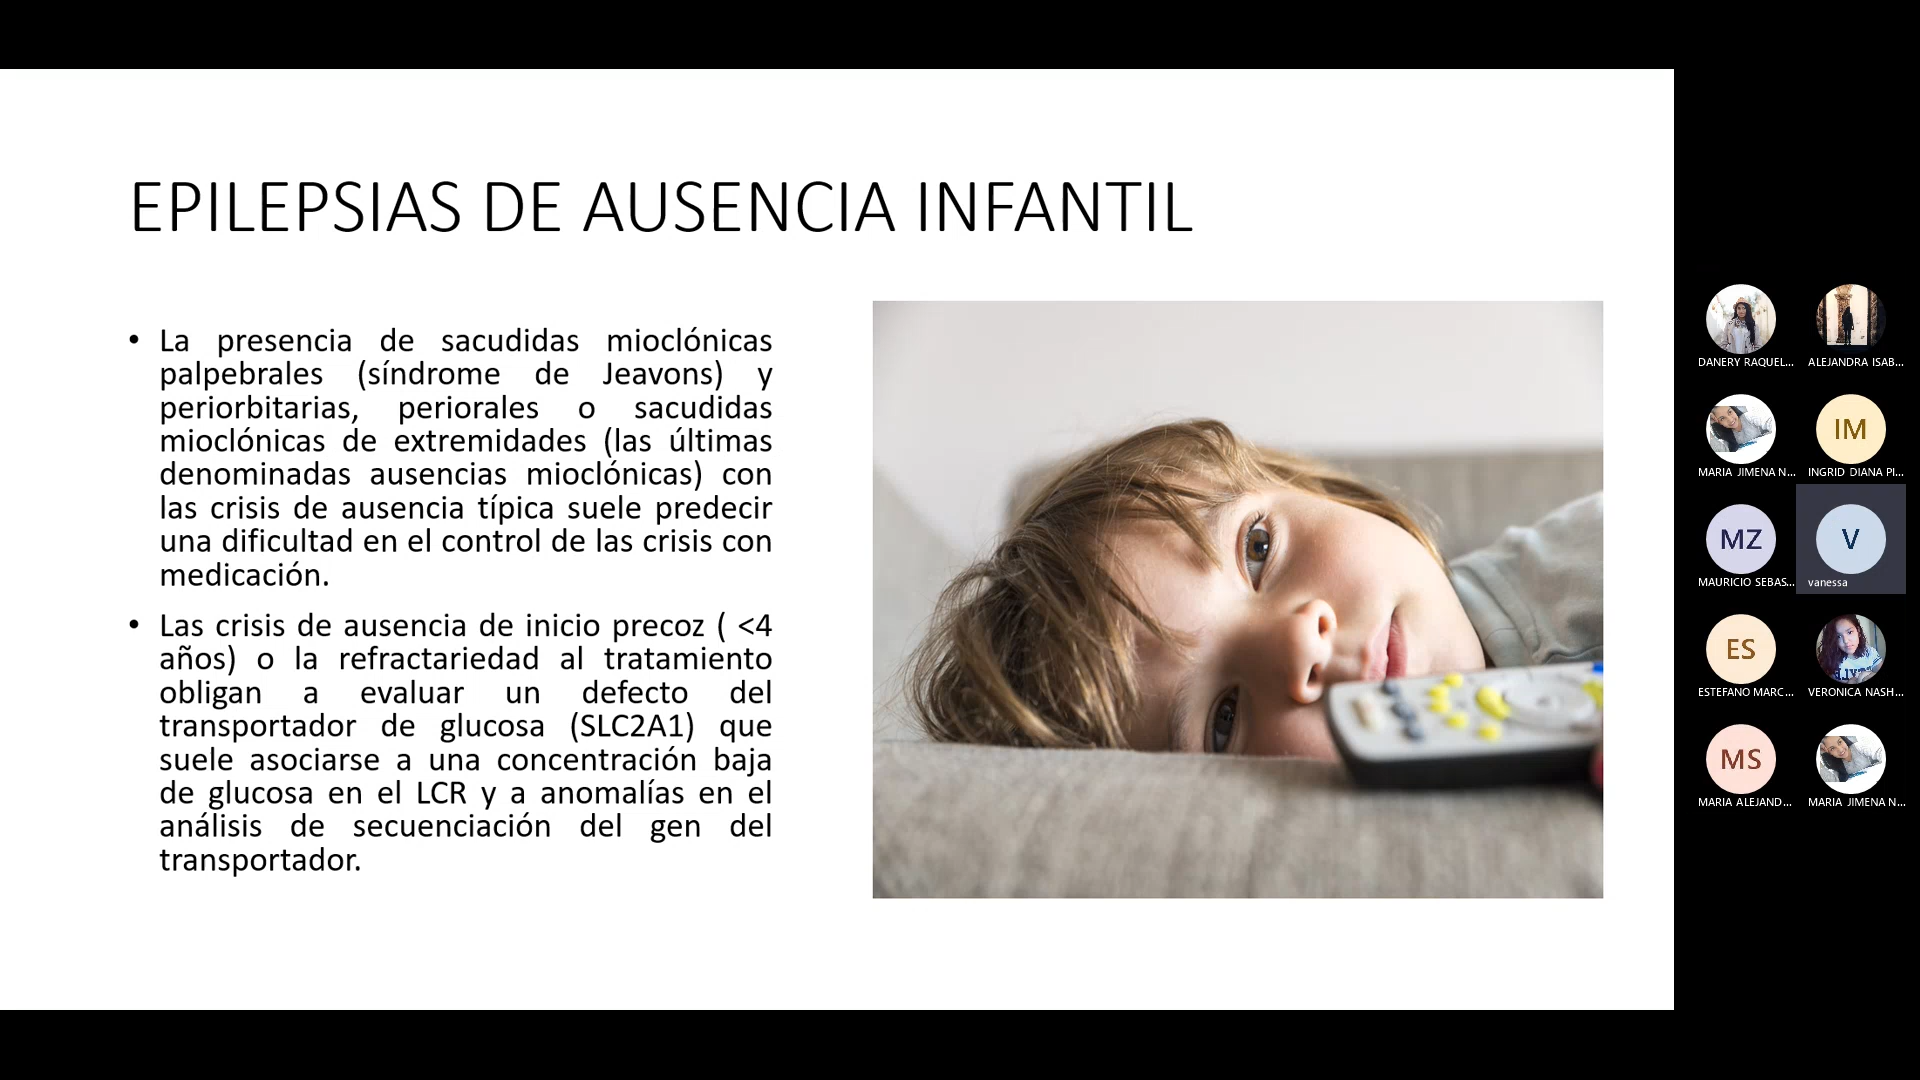 EPILEPSIAS DE AUSENCIA INFANTIL
• La presencia de sacudidas mioclónicas
palpebrales (síndrome de Jeavons) y
periorbitarias, periorales o sacudidas
mioclónicas de extremidades (las últimas
denominadas ausencias mioclónicas) con
las crisis de ausencia típica suele predecir
una dificultad en el control de las crisis con
medicación.
• Las crisis de ausencia de inicio precoz ( <4
años) o la refractariedad al tratamiento
obligan a evaluar un defecto del
transportador de glucosa (SLC2A1) que
suele asociarse a una concentración baja
de glucosa en el LCR y a anomalías en el
análisis de secuenciación del gen del
transportador.
DANERY RAQUEL...
ALEJANDRA ISAB...
MARIA JIMENA N...
IM
INGRID DIANA PI...
MZ
MAURICIO SEBAS...
V
vanessa
ES
ESTEFANO MARC...
VERONICA NASH...
MS
MARIA ALEJAND...
MARIA JIMENA N...